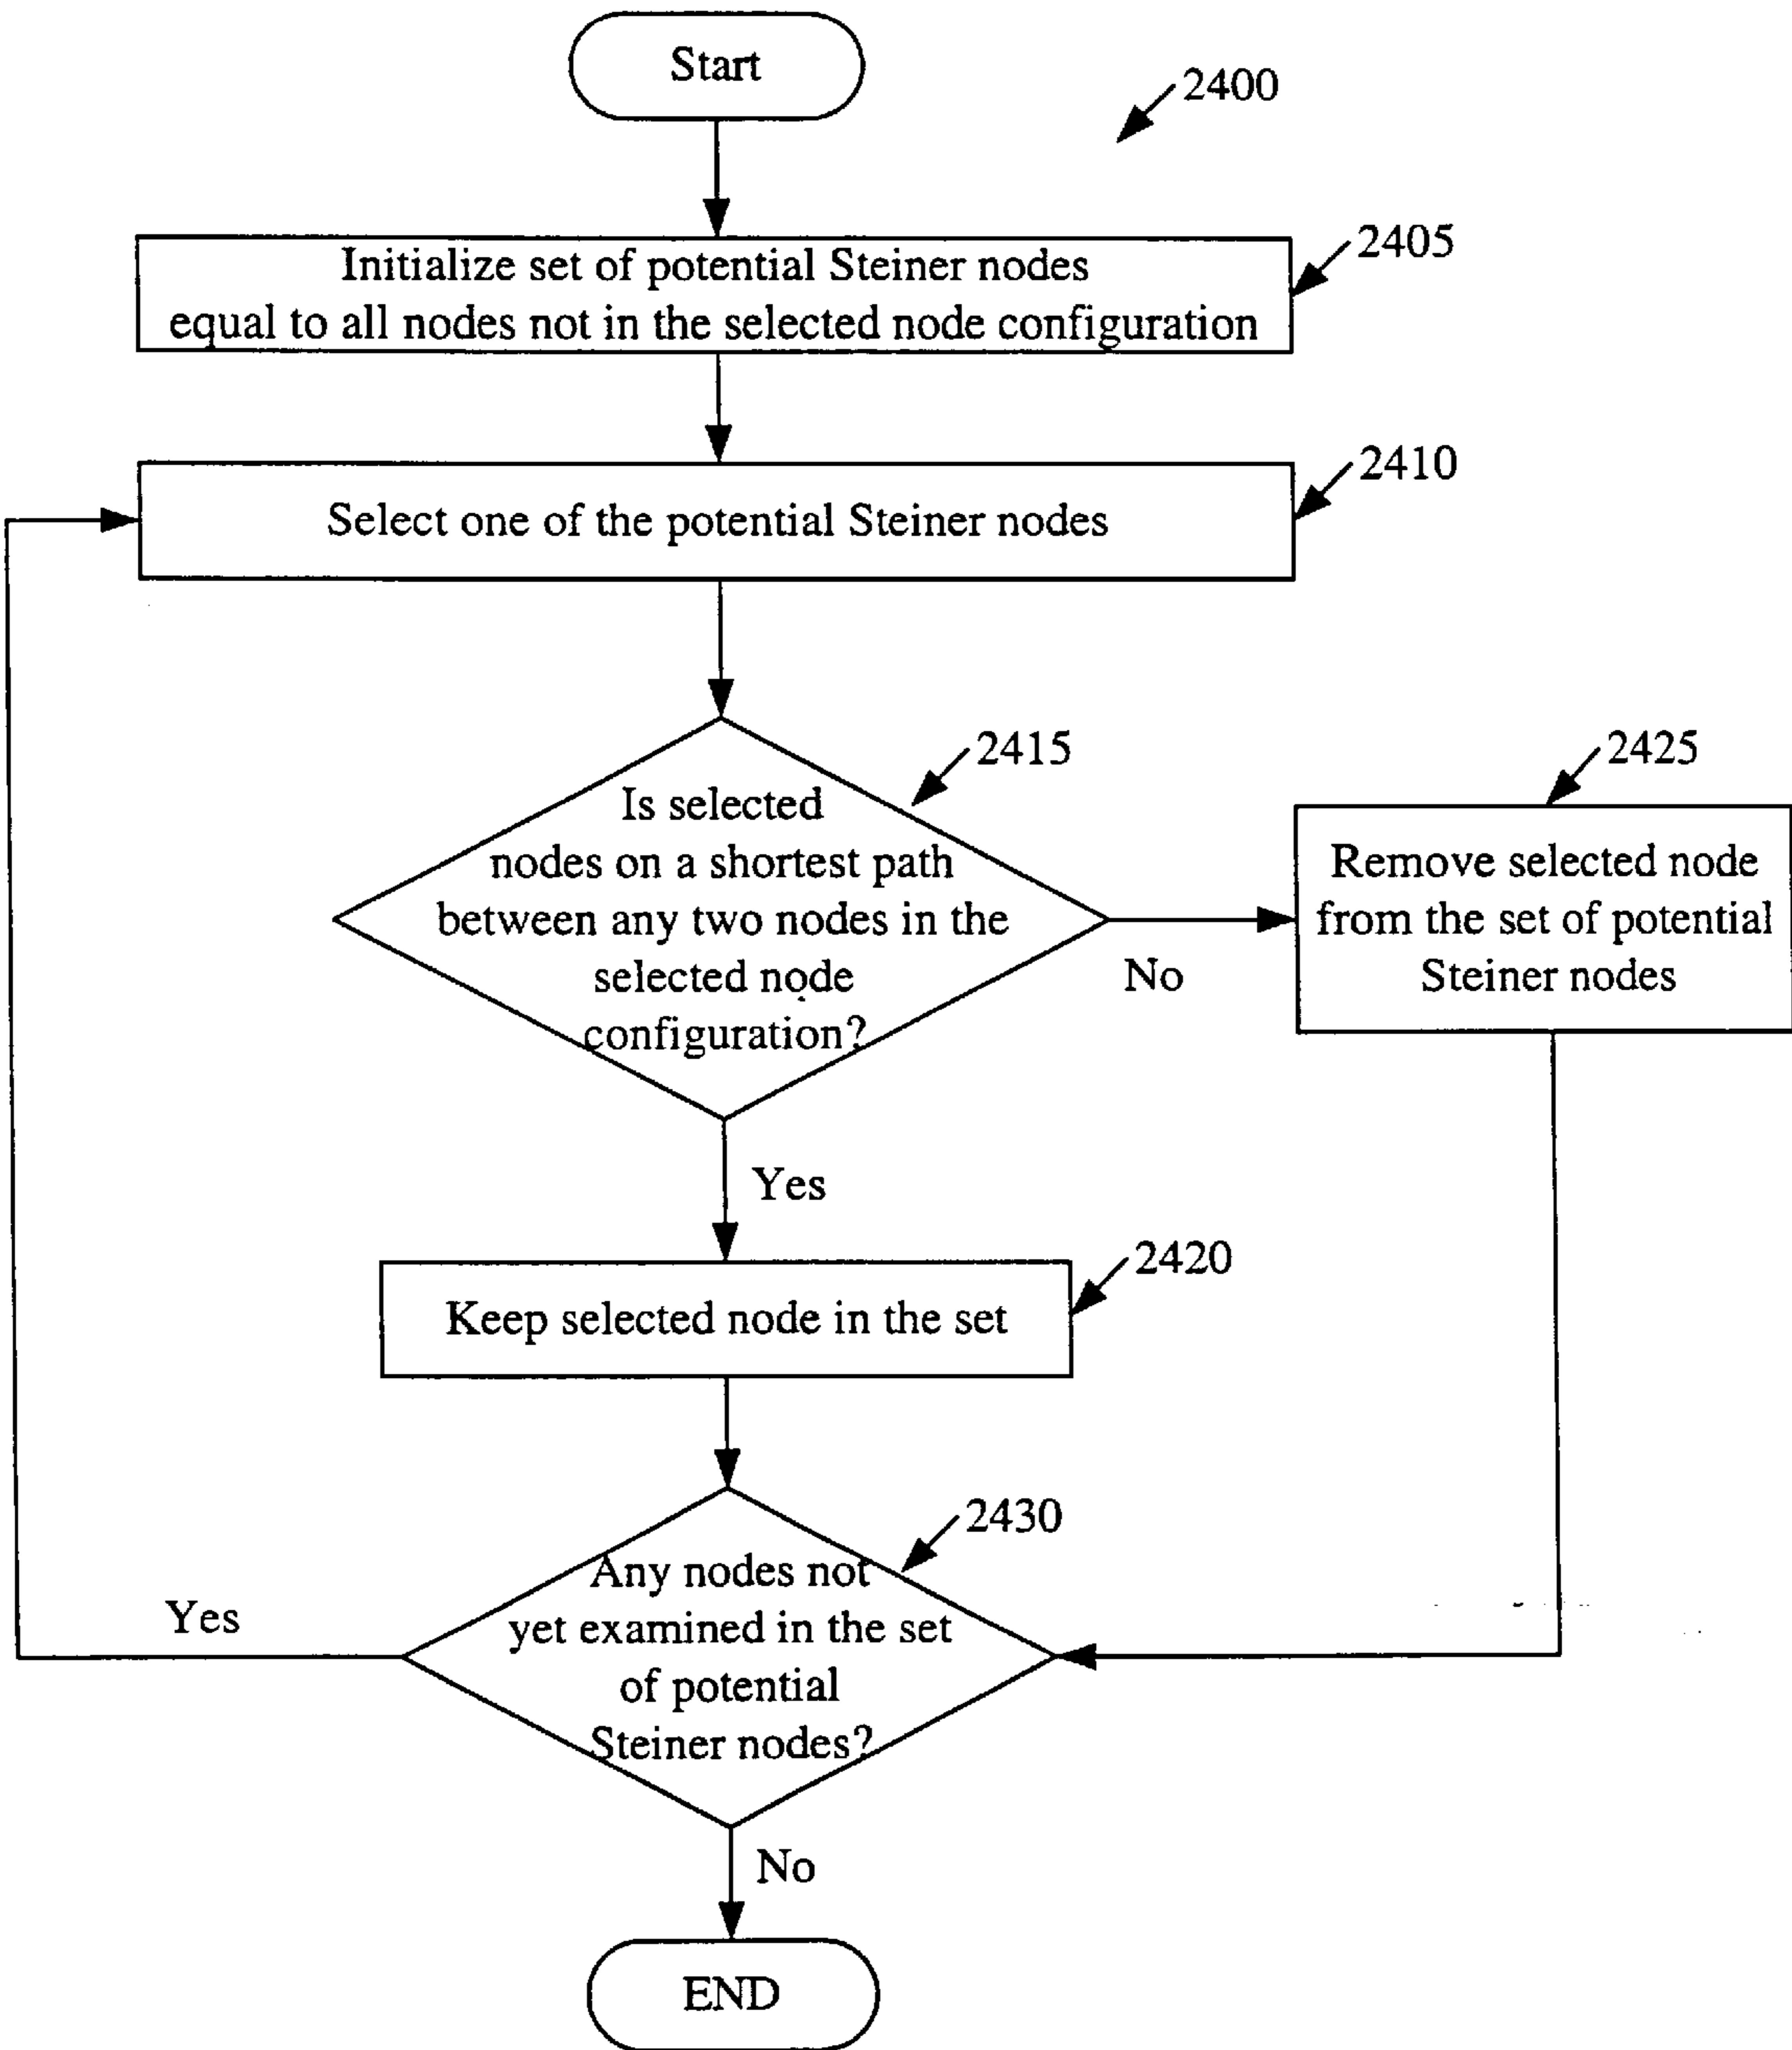 Start
2400
Initialize set of potential Steiner nodes
equal to all nodes not in the selected node configuration
2405
Select one of the potential Steiner nodes
2410
Is selected
nodes on a shortest path
between any two nodes in the
selected node
configuration?
2415
No
2425
Remove selected node
from the set of potential
Steiner nodes
Yes
Keep selected node in the set
2420
Any nodes not
yet examined in the set
of potential
Steiner nodes?
2430
Yes
No
END